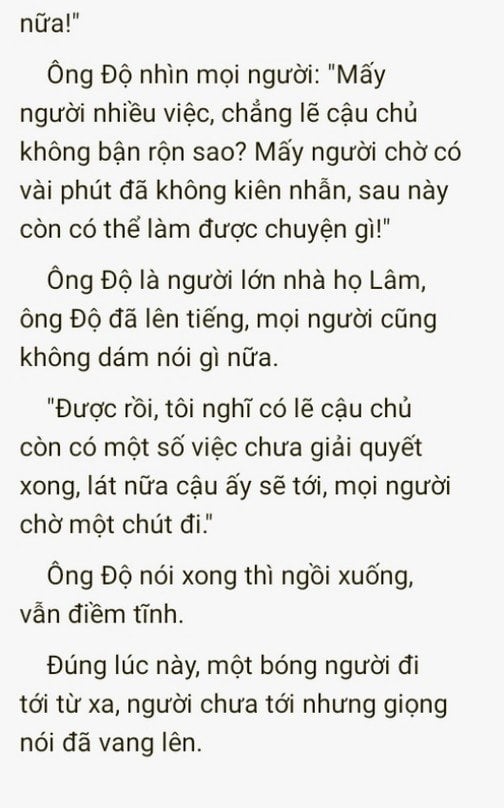 nữa!"
Ông Độ nhìn mọi người: "Mấy
người nhiều việc, chẳng lẽ cậu chủ
không bận rộn sao? Mấy người chờ có
vài phút đã không kiên nhẫn, sau này
còn có thể làm được chuyện gì!"
Ông Độ là người lớn nhà họ Lâm,
ông Độ đã lên tiếng, mọi người cũng
không dám nói gì nữa.
"Được rồi, tôi nghĩ có lẽ cậu chủ
còn có một số việc chưa giải quyết
xong, lát nữa cậu ấy sẽ tới, mọi người
chờ một chút đi."
Ông Độ nói xong thì ngồi xuống,
vẫn điềm tĩnh.
Đúng lúc này, một bóng người đi
tới từ xa, người chưa tới nhưng giọng
nói đã vang lên.